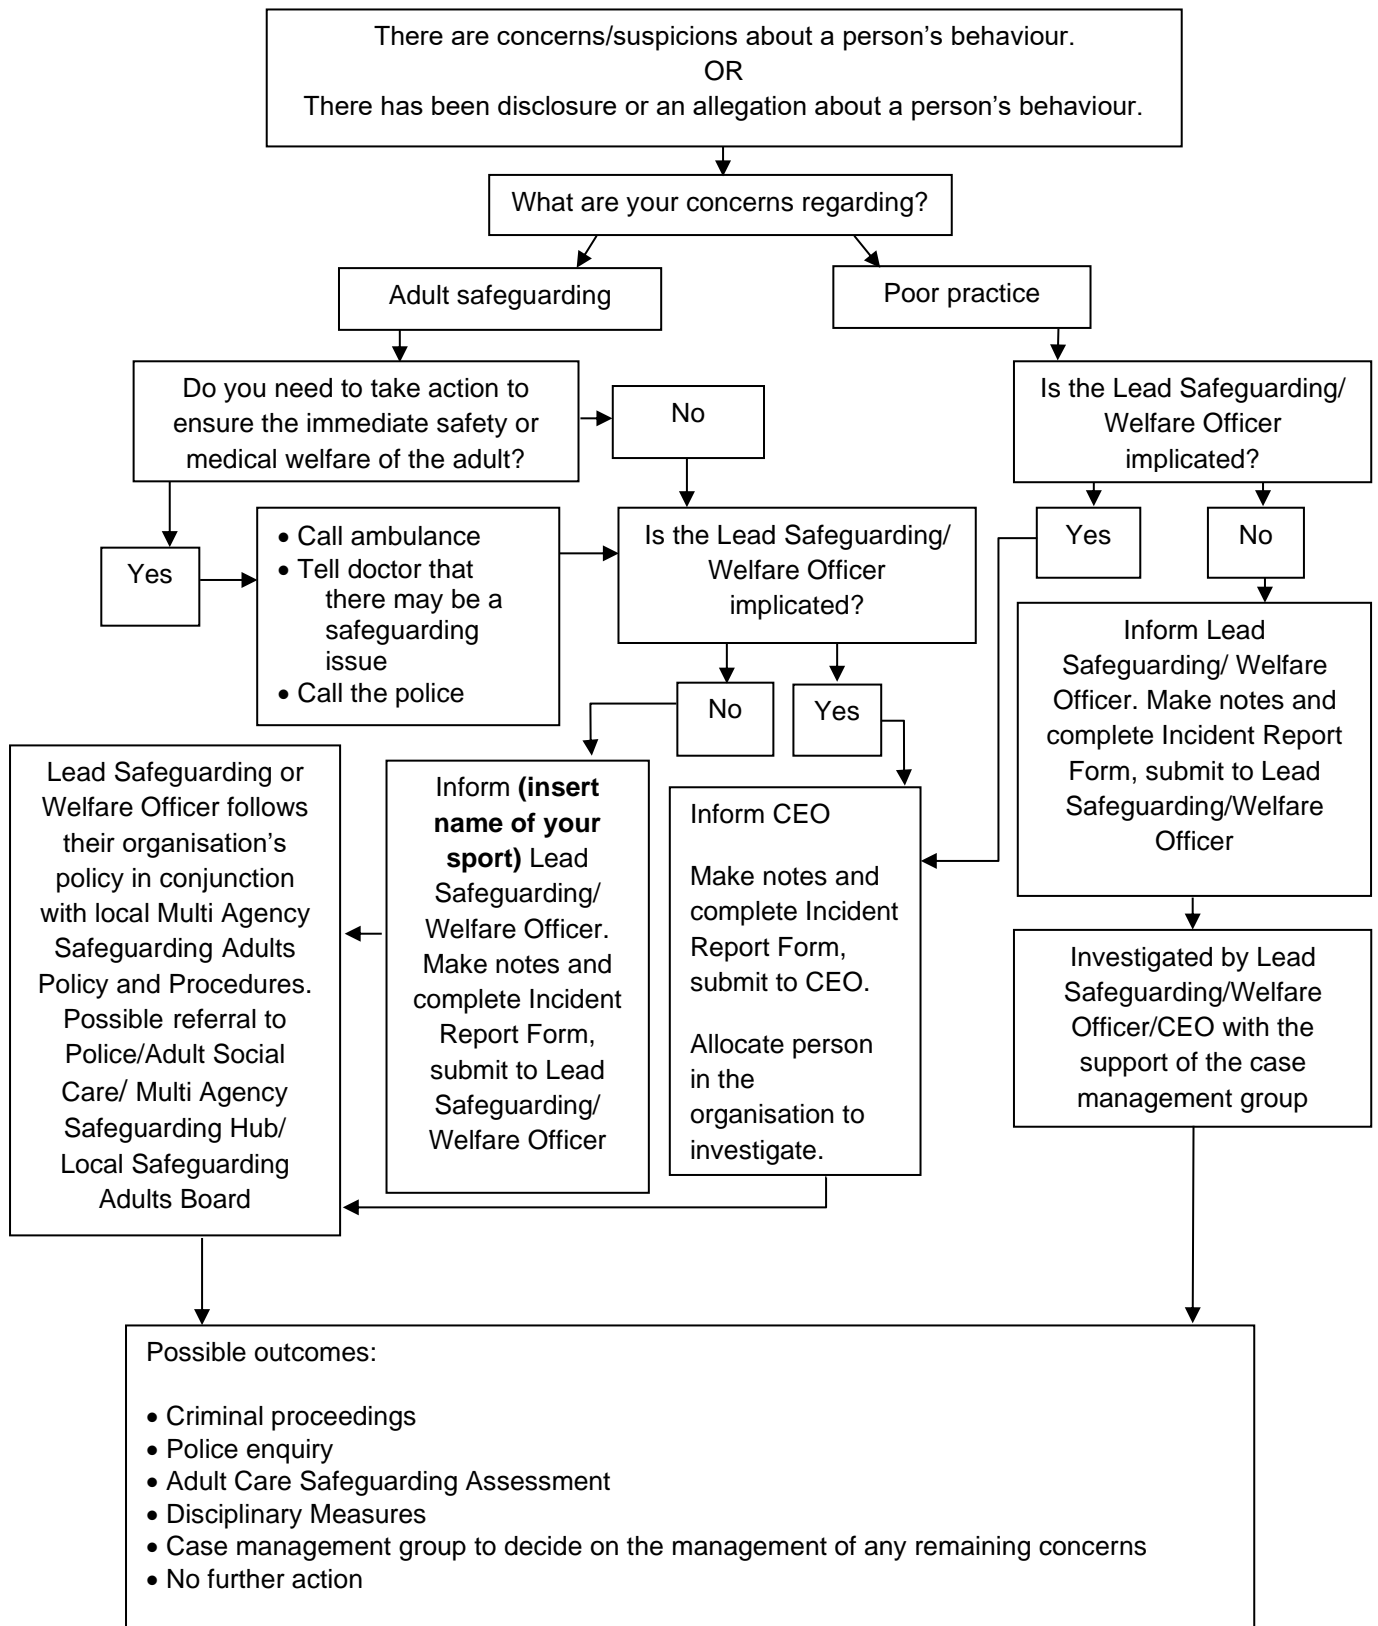 There are concerns/suspicions about a person’s behaviour.
OR
There has been disclosure or an allegation about a person’s behaviour.
What are your concerns regarding?
Adult safeguarding
Poor practice
Do you need to take action to
ensure the immediate safety or
medical welfare of the adult?
No
Is the Lead Safeguarding/
Welfare Officer
implicated?
Yes
• Call ambulance
• Tell doctor that
there may be a
safeguarding
issue
• Call the police
Is the Lead Safeguarding/
Welfare Officer
implicated?
Yes
No
No
Yes
Inform Lead
Safeguarding/ Welfare
Officer. Make notes and
complete Incident Report
Form, submit to Lead
Safeguarding/Welfare
Officer
Lead Safeguarding or
Welfare Officer follows
their organisation’s
policy in conjunction
with local Multi Agency
Safeguarding Adults
Policy and Procedures.
Possible referral to
Police/Adult Social
Care/ Multi Agency
Safeguarding Hub/
Local Safeguarding
Adults Board
Inform (insert
name of your
sport) Lead
Safeguarding/
Welfare Officer.
Make notes and
complete Incident
Report Form,
submit to Lead
Safeguarding/
Welfare Officer
Inform CEO
Make notes and
complete Incident
Report Form,
submit to CEO.
Allocate person
in the
organisation to
investigate.
Investigated by Lead
Safeguarding/Welfare
Officer/CEO with the
support of the case
management group
Possible outcomes:
• Criminal proceedings
• Police enquiry
• Adult Care Safeguarding Assessment
• Disciplinary Measures
• Case management group to decide on the management of any remaining concerns
• No further action